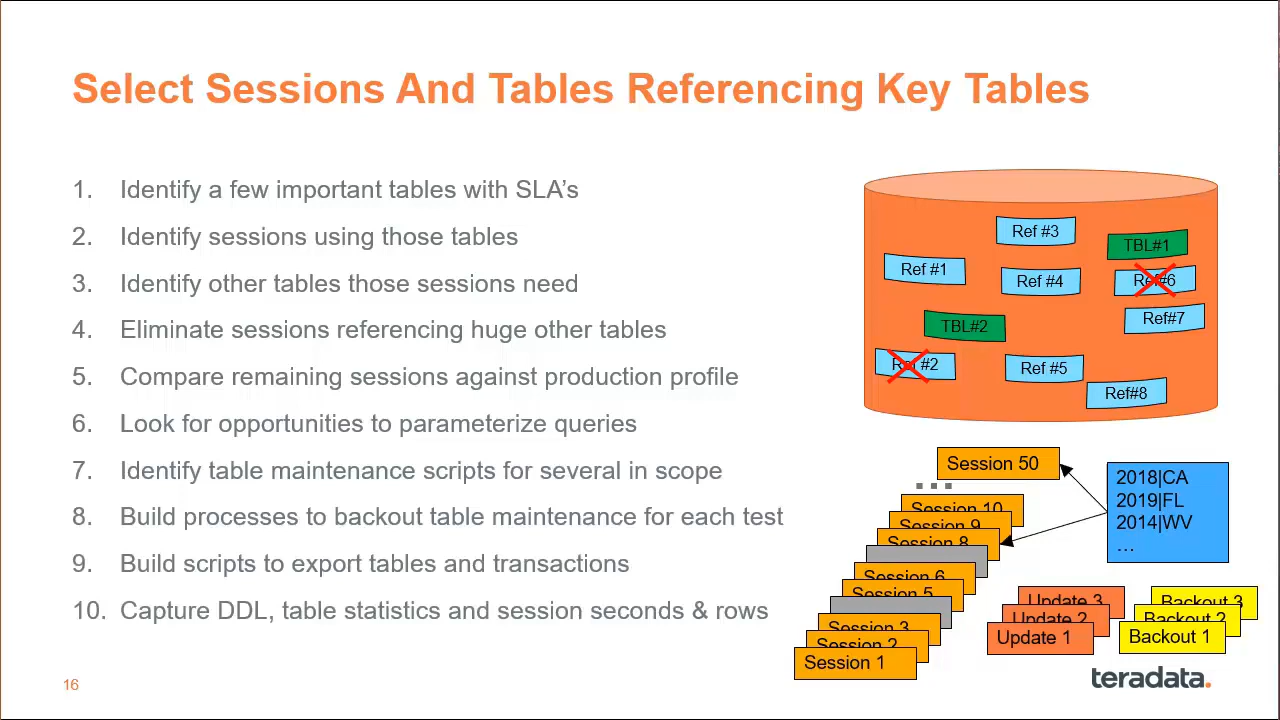 Select Sessions And Tables Referencing Key Tables
1. Identify a few important tables with SLA’s
2. Identify sessions using those tables
3. Identify other tables those sessions need
4. Eliminate sessions referencing huge other tables
5. Compare remaining sessions against production profile
6. Look for opportunities to parameterize queries
7. Identify table maintenance scripts for several in scope
8. Build processes to backout table maintenance for each test
9. Build scripts to export tables and transactions
10. Capture DDL, table statistics and session seconds & rows
Ref #3
TBL#1
Ref #1
Ref #4
Ref#6
Ref#7
TBL#2
Ref #2
Ref #5
Ref#8
Session 50
...
Session 10
Session 9
Session 8
Session 6
Session 5
Session 3
Session 2
Session 1
2018|CA
2019|FL
2014|WV
…
Update 3
Update 2
Update 1
Backout 3
Backout 2
Backout 1
16
teradata.